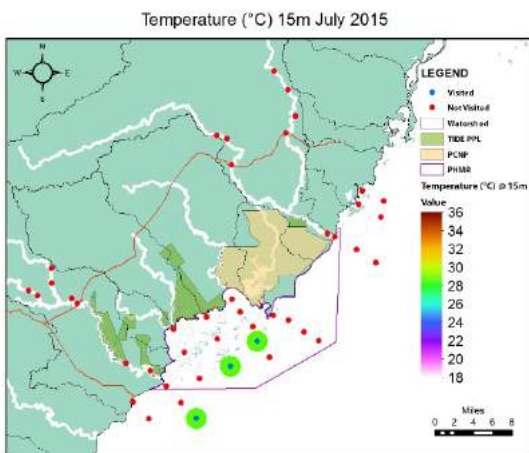 Temperature (°C) 15m July 2015
N
W E
S
LEGEND
Visited
Not Visited
Watershed
TIDE PPL
PCNP
PHMR
Temperature (°C) @ 15m
Value
36
34
32
30
28
26
24
22
20
18
Miles
0 2 4 8